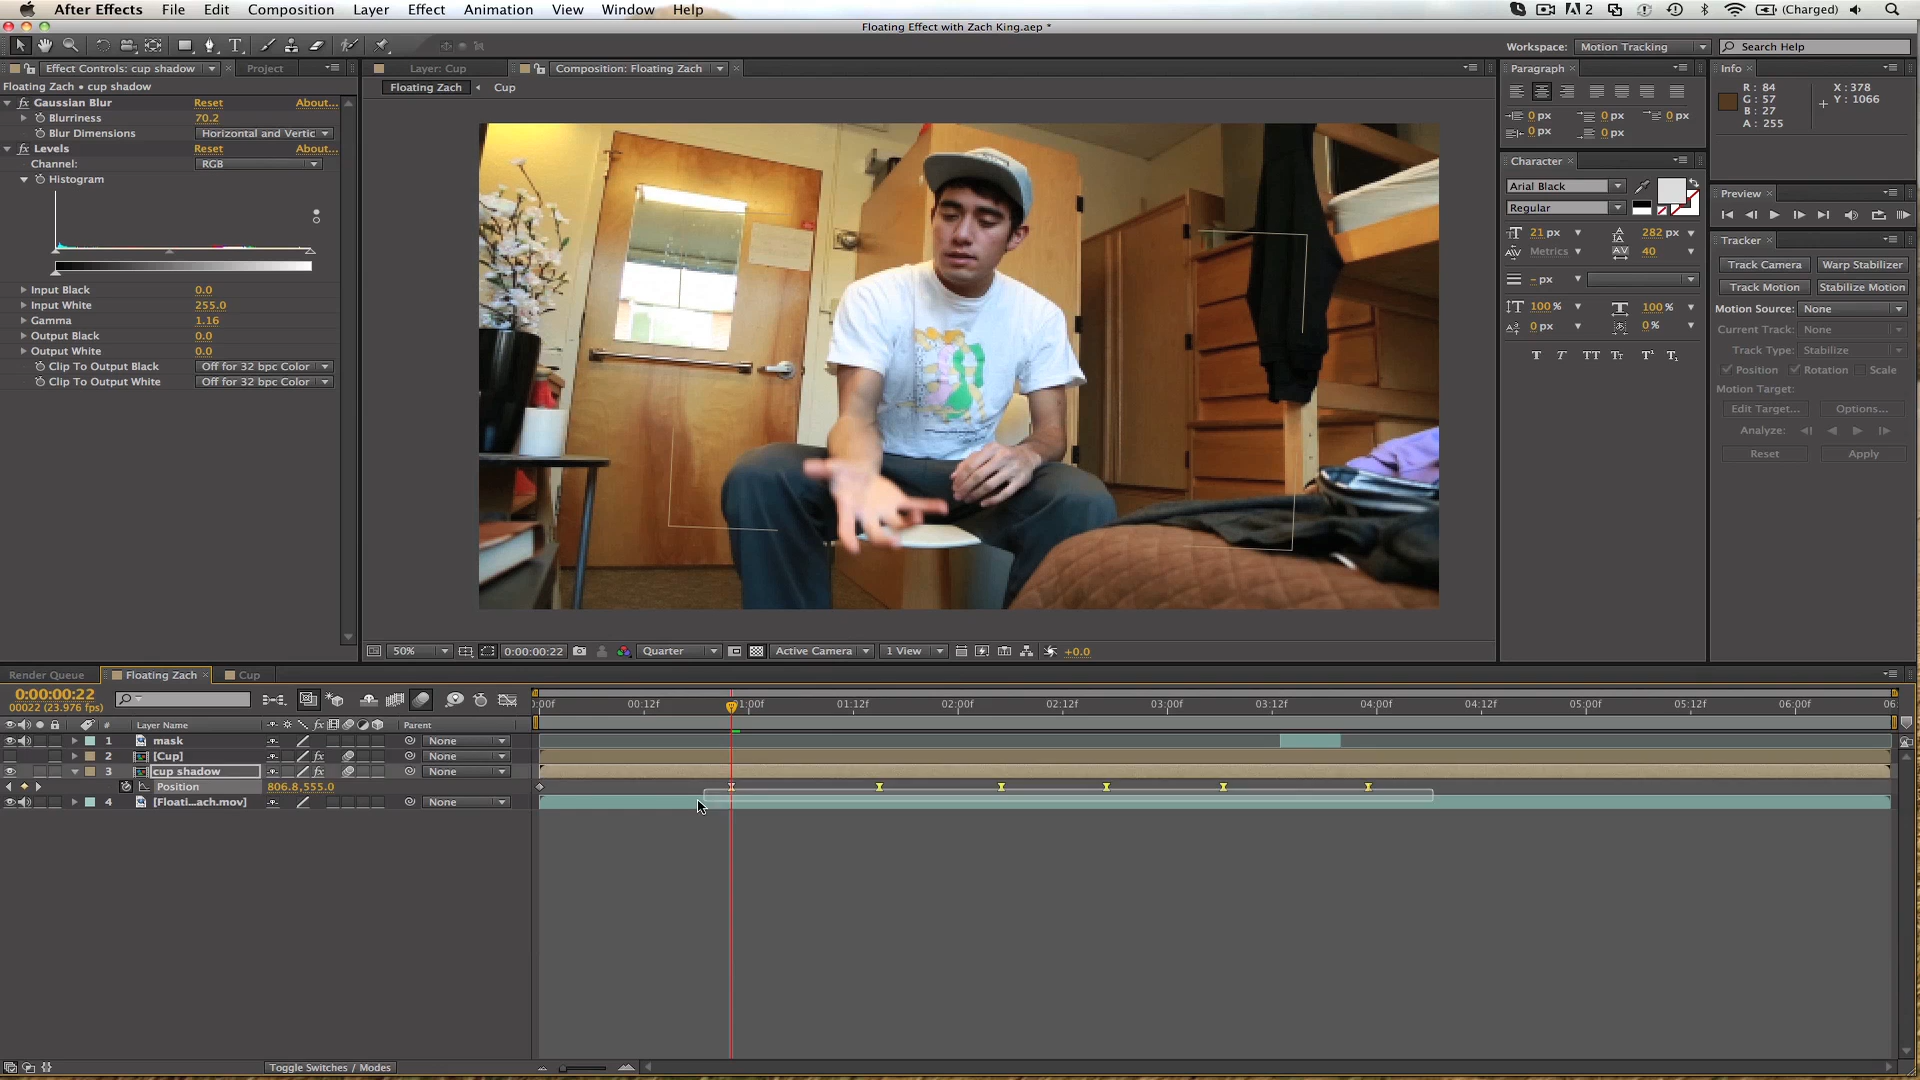 After Effects File Edit Composition Layer Effect Animation View Window Help 2 (Charged)
Floating Effect with Zach King.aep *
Workspace: Motion Tracking Search Help
Effect Controls: cup shadow Project
Layer: Cup Composition: Floating Zach
Paragraph Info
Floating Zach • cup shadow
Floating Zach Cup
Gaussian Blur Reset About...
Blurriness 70.2
Blur Dimensions Horizontal and Vertic
Levels Reset About...
Channel: RGB
Histogram
Input Black 0.0
Input White 255.0
Gamma 1.16
Output Black 0.0
Output White 0.0
Clip To Output Black Off for 32 bpc Color
Clip To Output White Off for 32 bpc Color
0 px 0 px 0 px
0 px 0 px
Character
Arial Black
Regular
21 px 282 px
Metrics 40
- px
100 % 100 %
0 px 0 %
T T TT Tr T¹ T,
R : 84 X : 378
G : 57 Y : 1066
B : 27
A : 255
Preview
Tracker
Track Camera Warp Stabilizer
Track Motion Stabilize Motion
Motion Source: None
Current Track: None
Track Type: Stabilize
Position Rotation Scale
Motion Target:
Edit Target... Options...
Analyze:
Reset Apply
50% 0:00:00:22 Quarter Active Camera 1 View +0.0
Render Queue Floating Zach Cup
0:00:00:22
00022 (23.976 fps)
:00f 00:12f 1:00f 01:12f 02:00f 02:12f 03:00f 03:12f 04:00f 04:12f 05:00f 05:12f 06:00f 06:
# Layer Name fx Parent
1 mask None
2 [Cup] fx None
3 cup shadow fx None
Position 806.8,555.0
4 [Floati...ach.mov] None
Toggle Switches / Modes